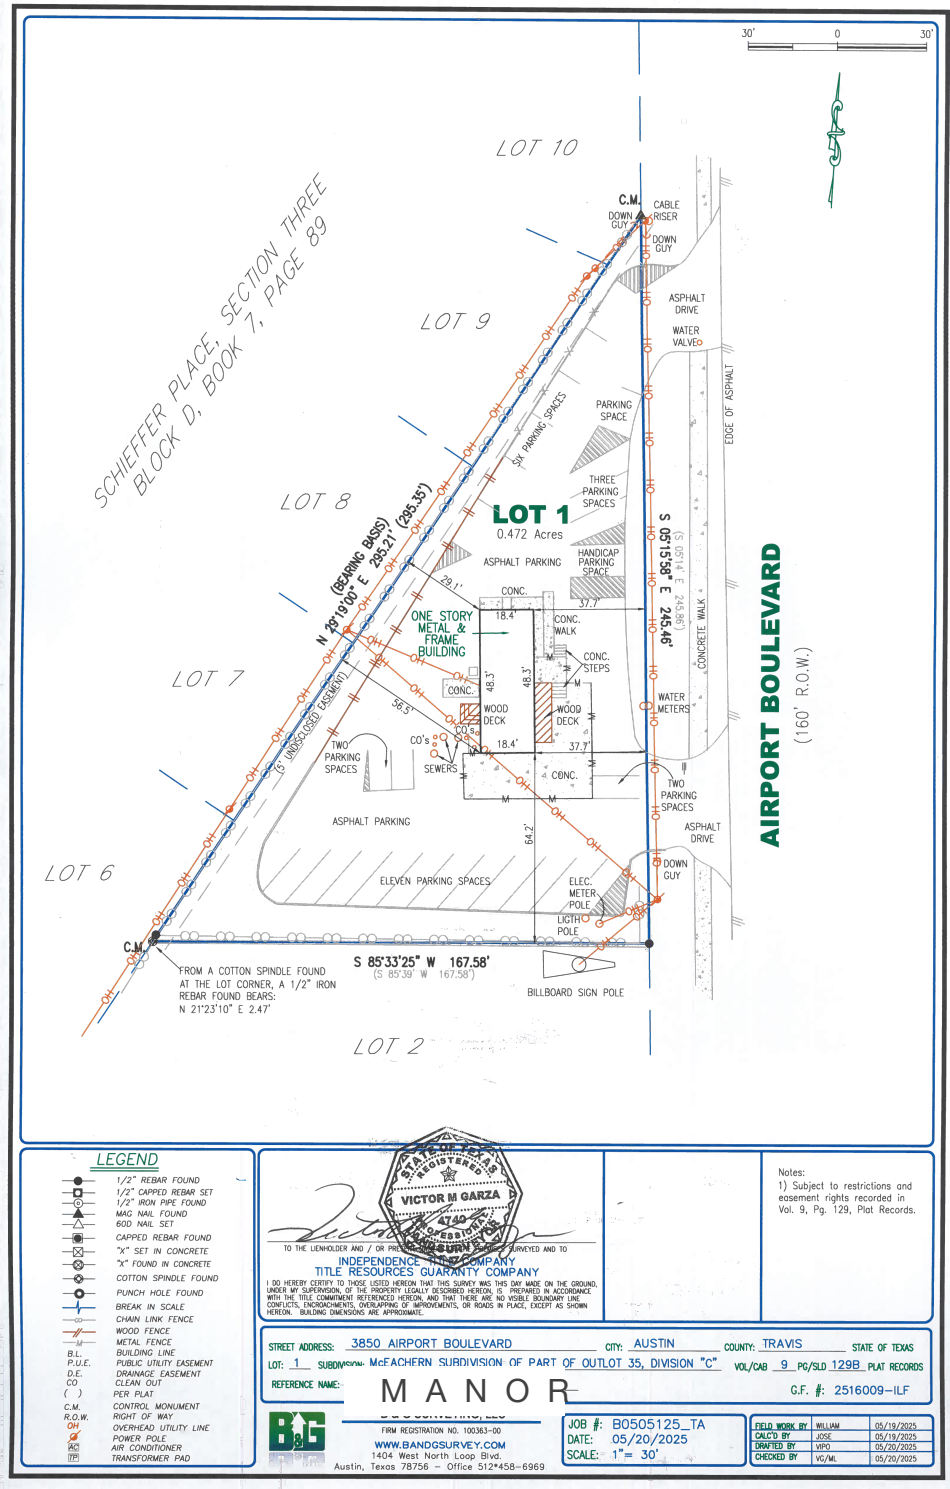 30'
0
30'
LOT 10
SCHIEFFER PLACE, SECTION THREE
BLOCK D, BOOK 7, PAGE 89
C.M.
DOWN
GUY
CABLE
RISER
DOWN
GUY
LOT 9
ASPHALT
DRIVE
WATER
VALVE
EDGE OF ASPHALT
SIX PARKING SPACES
PARKING
SPACE
THREE
PARKING
SPACES
LOT 8
LOT 1
0.472 Acres
(BEARING BASIS)
N 29°19'00" E 295.21' (295.35')
ASPHALT PARKING
HANDICAP
PARKING
SPACE
S 05°15'58" E 245.46'
(S 05°14' E 245.86')
CONCRETE WALK
AIRPORT BOULEVARD
(160' R.O.W.)
29.1'
CONC.
18.4'
37.7'
ONE STORY
METAL &
FRAME
BUILDING
CONC.
WALK
CONC.
STEPS
LOT 7
48.3'
48.3'
CONC.
WOOD
DECK
WOOD
DECK
WATER
METERS
(5' UNDISCLOSED EASEMENT)
56.5'
CO's
CO's
SEWERS
TWO
PARKING
SPACES
18.4'
37.7'
CONC.
TWO
PARKING
SPACES
ASPHALT PARKING
64.2'
ASPHALT
DRIVE
LOT 6
ELEVEN PARKING SPACES
ELEC.
METER
POLE
DOWN
GUY
LIGTH
POLE
C.M.
S 85°33'25" W 167.58'
(S 85°39' W 167.58')
FROM A COTTON SPINDLE FOUND
AT THE LOT CORNER, A 1/2" IRON
REBAR FOUND BEARS:
N 21°23'10" E 2.47'
BILLBOARD SIGN POLE
LOT 2
LEGEND
1/2" REBAR FOUND
1/2" CAPPED REBAR SET
1/2" IRON PIPE FOUND
MAG NAIL FOUND
60D NAIL SET
CAPPED REBAR FOUND
"X" SET IN CONCRETE
"X" FOUND IN CONCRETE
COTTON SPINDLE FOUND
PUNCH HOLE FOUND
BREAK IN SCALE
CHAIN LINK FENCE
WOOD FENCE
METAL FENCE
B.L. BUILDING LINE
P.U.E. PUBLIC UTILITY EASEMENT
D.E. DRAINAGE EASEMENT
CO CLEAN OUT
( ) PER PLAT
C.M. CONTROL MONUMENT
R.O.W. RIGHT OF WAY
OH OVERHEAD UTILITY LINE
POWER POLE
AC AIR CONDITIONER
TP TRANSFORMER PAD
STATE OF TEXAS
REGISTERED
VICTOR M GARZA
4740
PROFESSIONAL
LAND SURVEYOR
TO THE LIENHOLDER AND / OR SURVEYED AND TO
INDEPENDENCE TITLE COMPANY
TITLE RESOURCES GUARANTY COMPANY
I DO HEREBY CERTIFY TO THOSE LISTED HEREON THAT THIS SURVEY WAS THIS DAY MADE ON THE GROUND,
UNDER MY SUPERVISION, OF THE PROPERTY LEGALLY DESCRIBED HEREON, IS PREPARED IN ACCORDANCE
WITH THE TITLE COMMITMENT REFERENCED HEREON, AND THAT THERE ARE NO VISIBLE BOUNDARY LINE
CONFLICTS, ENCROACHMENTS, OVERLAPPING OF IMPROVEMENTS, OR ROADS IN PLACE, EXCEPT AS SHOWN
HEREON. BUILDING DIMENSIONS ARE APPROXIMATE.
Notes:
1) Subject to restrictions and
easement rights recorded in
Vol. 9, Pg. 129, Plat Records.
STREET ADDRESS: 3850 AIRPORT BOULEVARD CITY: AUSTIN COUNTY: TRAVIS STATE OF TEXAS
LOT: 1 SUBDIVISION: McEACHERN SUBDIVISION OF PART OF OUTLOT 35, DIVISION "C" VOL/CAB 9 PG/SLD 129B PLAT RECORDS
REFERENCE NAME: G.F. #: 2516009-ILF
MANOR
B&G
B & G SURVEYING, LLC
FIRM REGISTRATION NO. 100363-00
WWW.BANDGSURVEY.COM
1404 West North Loop Blvd.
Austin, Texas 78756 - Office 512*458-6969
JOB #: B0505125_TA
DATE: 05/20/2025
SCALE: 1"= 30'
FIELD WORK BY WILLIAM 05/19/2025
CALC'D BY JOSE 05/19/2025
DRAFTED BY VIPO 05/20/2025
CHECKED BY VG/ML 05/20/2025